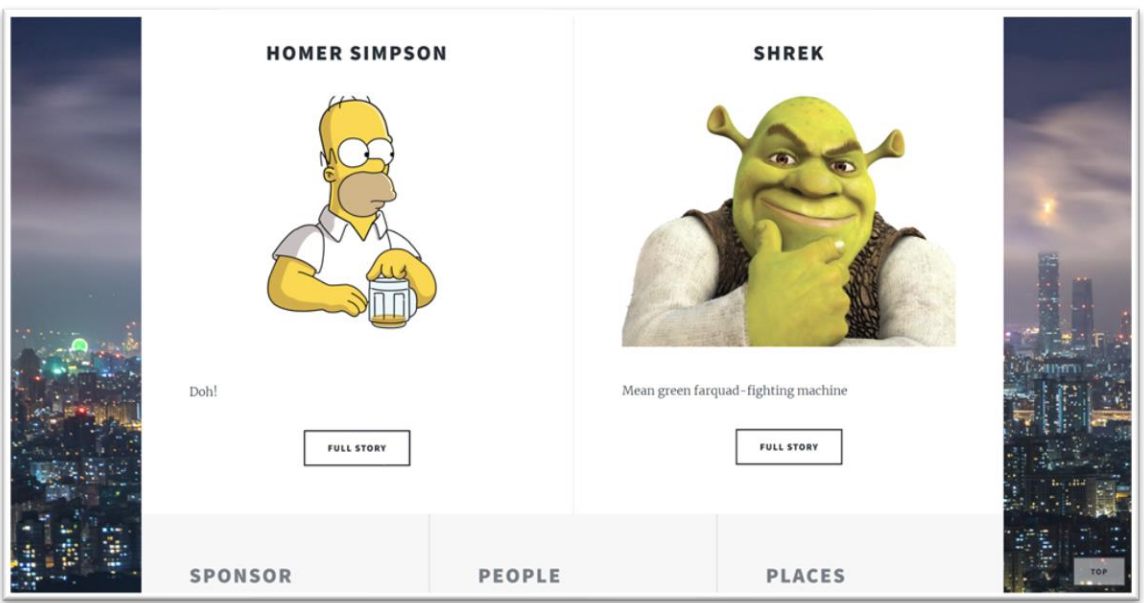 HOMER SIMPSON
SHREK
Doh!
Mean green farquad-fighting machine
FULL STORY
FULL STORY
SPONSOR
PEOPLE
PLACES
TOP